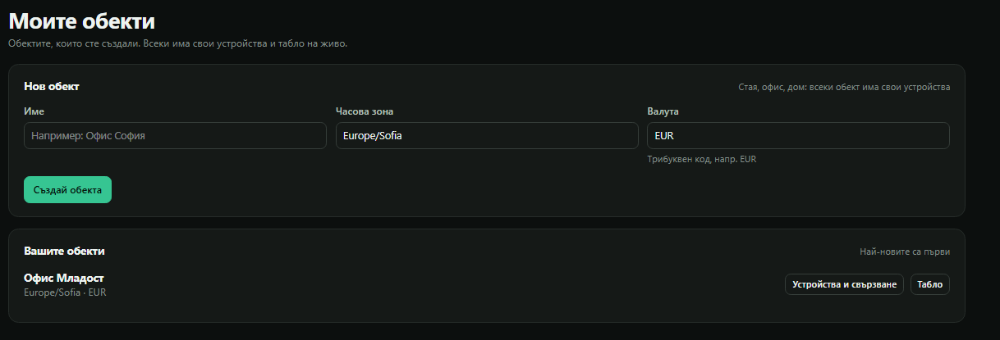 Моите обекти
Обектите, които сте създали. Всеки има свои устройства и табло на живо.
Нов обект
Стая, офис, дом: всеки обект има свои устройства
Име
Часова зона
Валута
Например: Офис София
Europe/Sofia
EUR
Трибуквен код, напр. EUR
Създай обекта
Вашите обекти
Най-новите са първи
Офис Младост
Europe/Sofia · EUR
Устройства и свързване
Табло